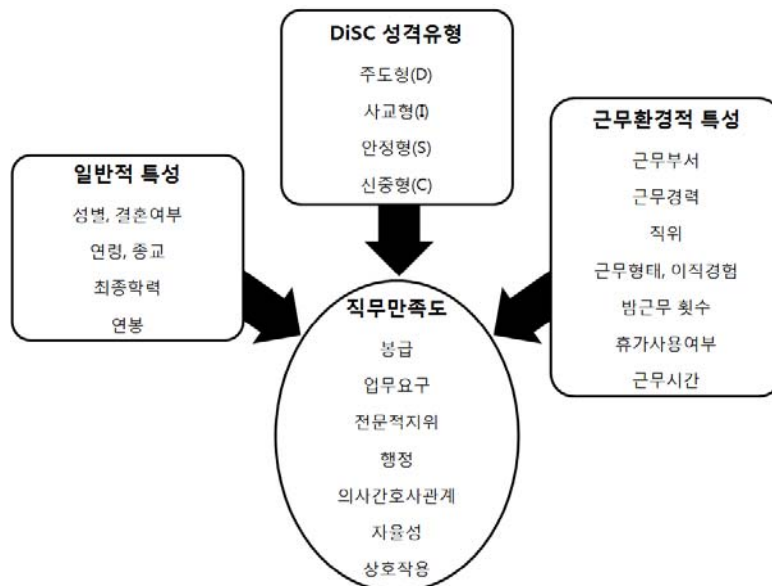 DiSC 성격유형
주도형(D)
사교형(I)
안정형(S)
신중형(C)
일반적 특성
성별, 결혼여부
연령, 종교
최종학력
연봉
근무환경적 특성
근무부서
근무경력
직위
근무형태, 이직경험
밤근무 횟수
휴가사용여부
근무시간
직무만족도
봉급
업무요구
전문적지위
행정
의사간호사관계
자율성
상호작용